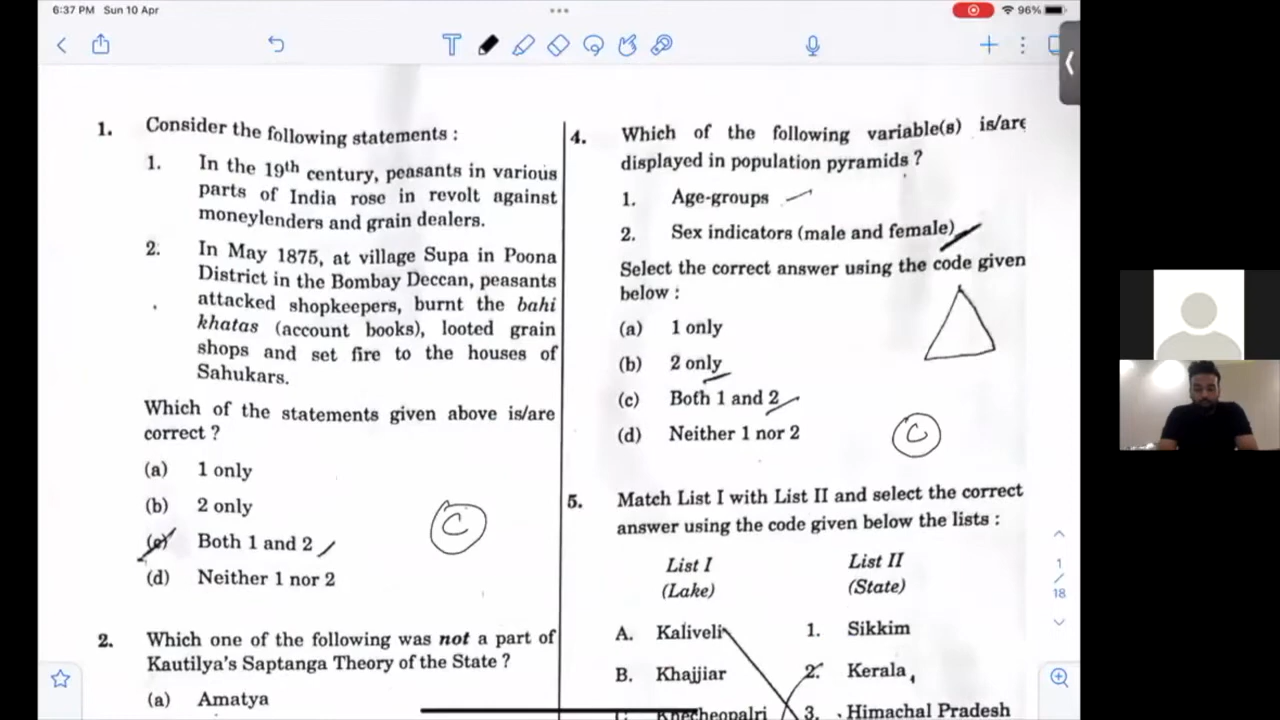 6:37 PM Sun 10 Apr
96%
1. Consider the following statements :
1. In the 19th century, peasants in various
parts of India rose in revolt against
moneylenders and grain dealers.
2. In May 1875, at village Supa in Poona
District in the Bombay Deccan, peasants
attacked shopkeepers, burnt the bahi
khatas (account books), looted grain
shops and set fire to the houses of
Sahukars.
Which of the statements given above is/are
correct ?
(a) 1 only
(b) 2 only
(c) Both 1 and 2
C
(d) Neither 1 nor 2
2. Which one of the following was not a part of
Kautilya's Saptanga Theory of the State ?
(a) Amatya
4. Which of the following variable(s) is/are
displayed in population pyramids ?
1. Age-groups
2. Sex indicators (male and female)
Select the correct answer using the code given
below :
(a) 1 only
(b) 2 only
(c) Both 1 and 2
(d) Neither 1 nor 2
C
5. Match List I with List II and select the correct
answer using the code given below the lists :
List I List II
(Lake) (State)
A. Kaliveli 1. Sikkim
B. Khajjiar 2. Kerala
3. Himachal Pradesh
1
/
18